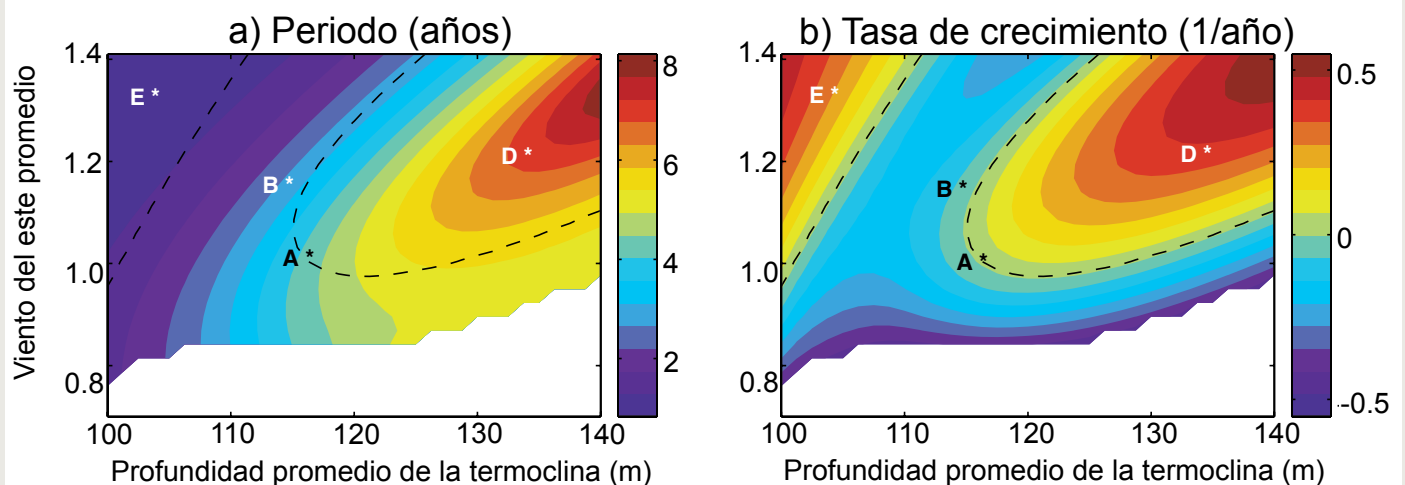 a) Periodo (años)
Viento del este promedio
1.4
1.2
1.0
0.8
E *
B *
A *
D *
8
6
4
2
100 110 120 130 140
Profundidad promedio de la termoclina (m)
b) Tasa de crecimiento (1/año)
1.4
1.2
1.0
0.8
E *
B *
A *
D *
0.5
0
-0.5
100 110 120 130 140
Profundidad promedio de la termoclina (m)